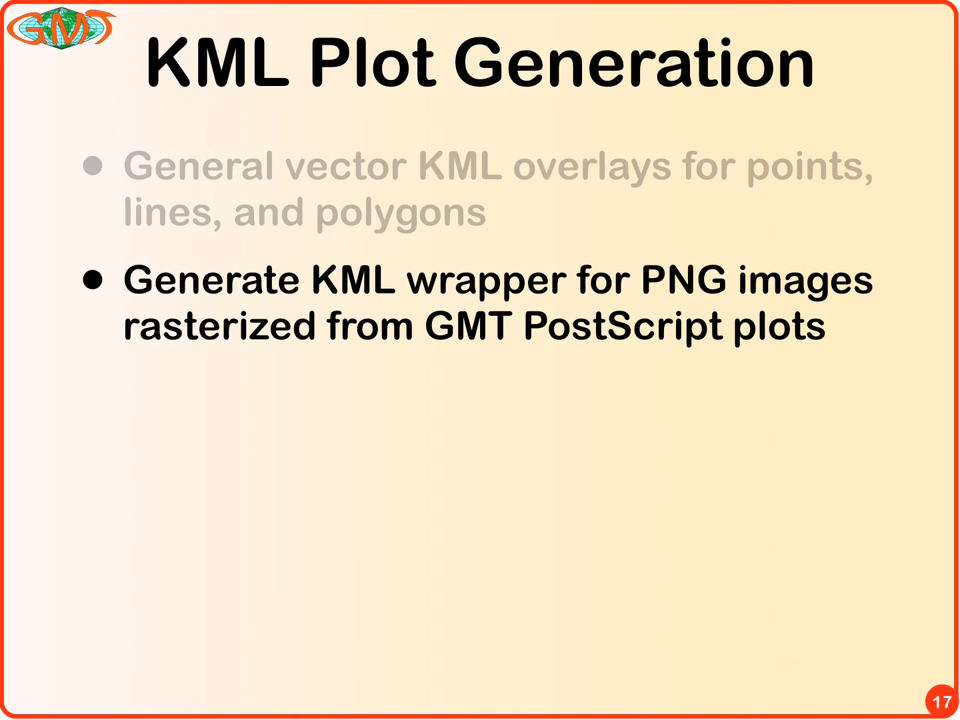 GMT
KML Plot Generation
• General vector KML overlays for points,
lines, and polygons
• Generate KML wrapper for PNG images
rasterized from GMT PostScript plots
17